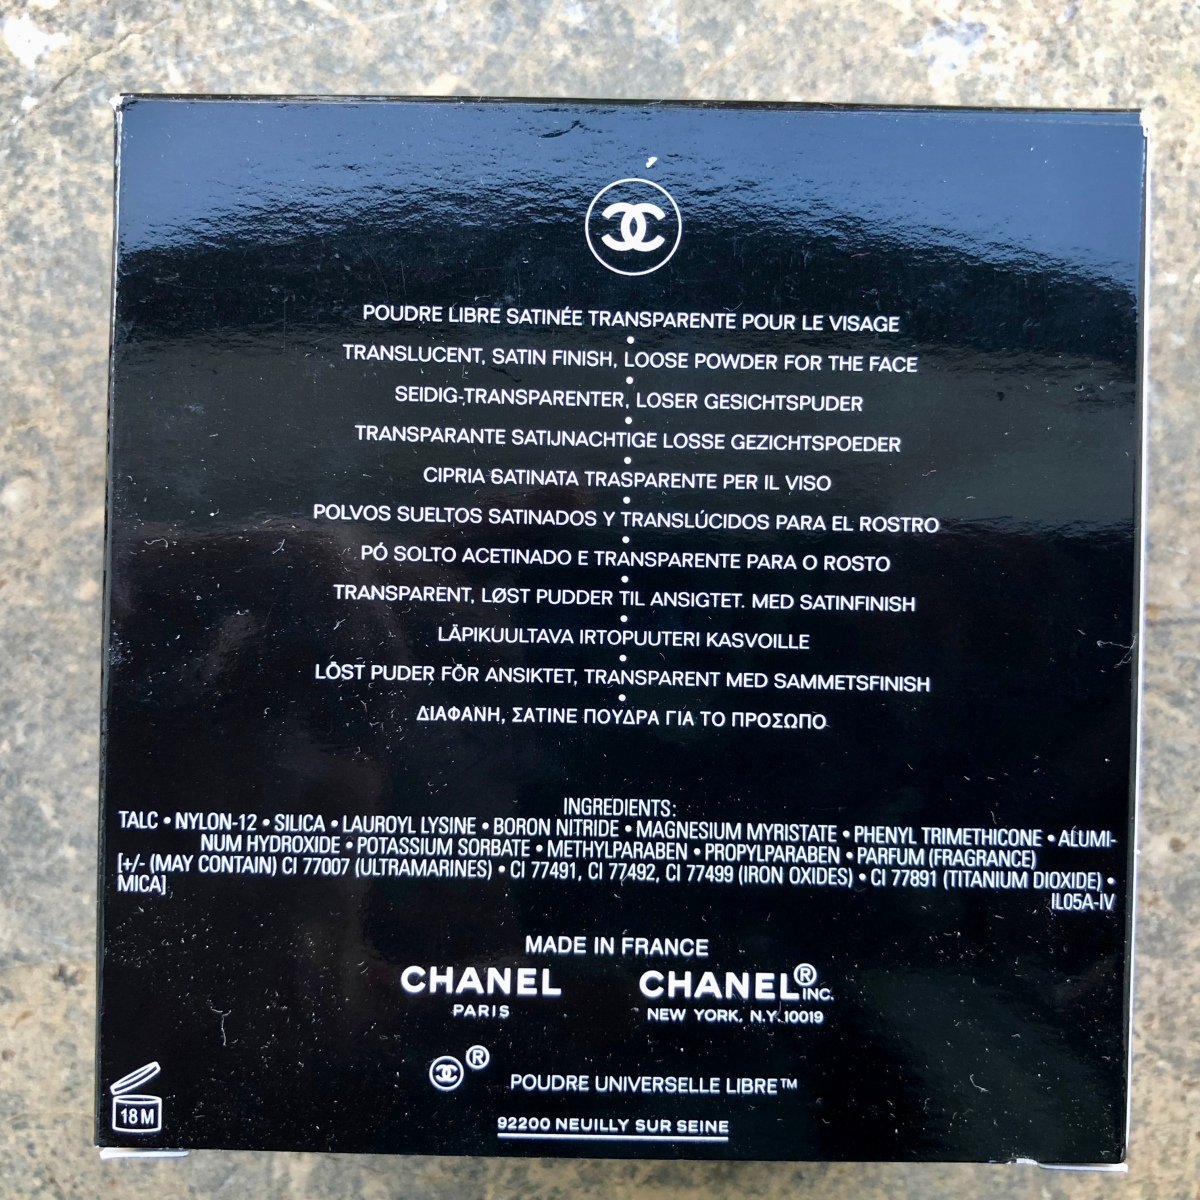 POUDRE LIBRE SATINÉE TRANSPARENTE POUR LE VISAGE
•
TRANSLUCENT, SATIN FINISH, LOOSE POWDER FOR THE FACE
•
SEIDIG-TRANSPARENTER, LOSER GESICHTSPUDER
•
TRANSPARANTE SATIJNACHTIGE LOSSE GEZICHTSPOEDER
•
CIPRIA SATINATA TRASPARENTE PER IL VISO
•
POLVOS SUELTOS SATINADOS Y TRANSLÚCIDOS PARA EL ROSTRO
•
PÓ SOLTO ACETINADO E TRANSPARENTE PARA O ROSTO
•
TRANSPARENT, LØST PUDDER TIL ANSIGTET. MED SATINFINISH
•
LÄPIKUULTAVA IRTOPUUTERI KASVOILLE
•
LÖST PUDER FÖR ANSIKTET, TRANSPARENT MED SAMMETSFINISH
•
ΔΙΑΦΑΝΗ, ΣΑΤΙΝΕ ΠΟΥΔΡΑ ΓΙΑ ΤΟ ΠΡΟΣΩΠΟ
INGREDIENTS:
TALC • NYLON-12 • SILICA • LAUROYL LYSINE • BORON NITRIDE • MAGNESIUM MYRISTATE • PHENYL TRIMETHICONE • ALUMI-
NUM HYDROXIDE • POTASSIUM SORBATE • METHYLPARABEN • PROPYLPARABEN • PARFUM (FRAGRANCE)
[+/- (MAY CONTAIN) CI 77007 (ULTRAMARINES) • CI 77491, CI 77492, CI 77499 (IRON OXIDES) • CI 77891 (TITANIUM DIOXIDE) •
MICA] IL05A-IV
MADE IN FRANCE
CHANEL CHANEL® INC.
PARIS NEW YORK, N.Y. 10019
® POUDRE UNIVERSELLE LIBRE™
18 M
92200 NEUILLY SUR SEINE